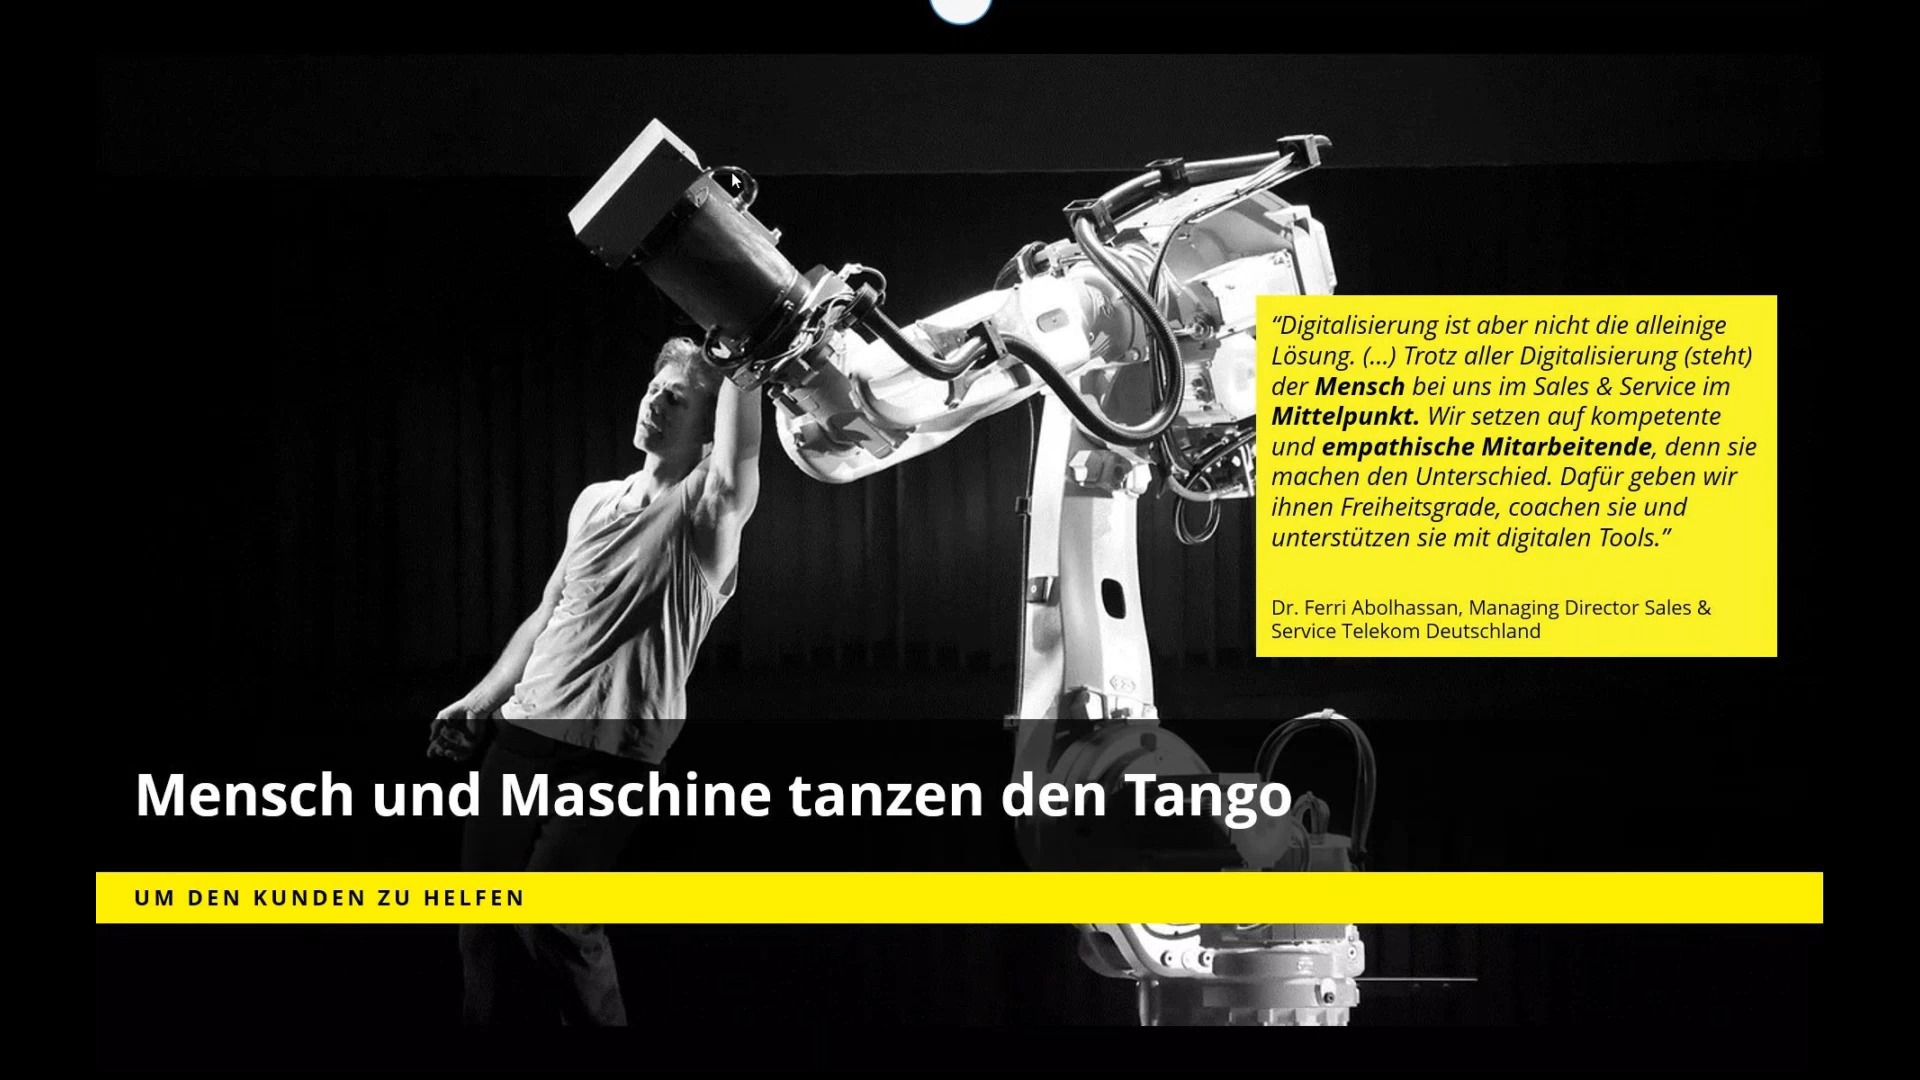 “Digitalisierung ist aber nicht die alleinige
Lösung. (...) Trotz aller Digitalisierung (steht)
der Mensch bei uns im Sales & Service im
Mittelpunkt. Wir setzen auf kompetente
und empathische Mitarbeitende, denn sie
machen den Unterschied. Dafür geben wir
ihnen Freiheitsgrade, coachen sie und
unterstützen sie mit digitalen Tools.”
Dr. Ferri Abolhassan, Managing Director Sales &
Service Telekom Deutschland
Mensch und Maschine tanzen den Tango
UM DEN KUNDEN ZU HELFEN